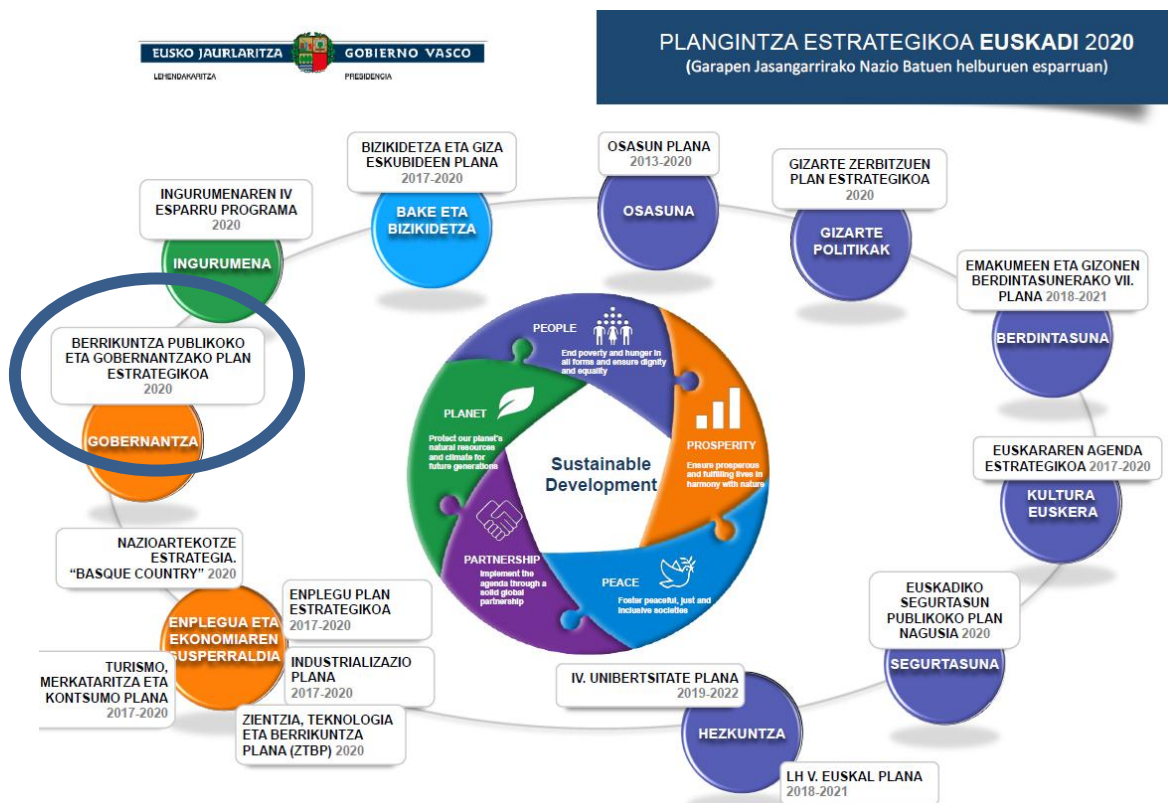 EUSKO JAURLARITZA
GOBIERNO VASCO
LEHENDAKARITZA
PRESIDENCIA
PLANGINTZA ESTRATEGIKOA EUSKADI 2020
(Garapen Jasangarrirako Nazio Batuen helburuen esparruan)
BIZIKIDETZA ETA GIZA
ESKUBIDEEN PLANA
2017-2020
BAKE ETA
BIZIKIDETZA
OSASUN PLANA
2013-2020
OSASUNA
GIZARTE ZERBITZUEN
PLAN ESTRATEGIKOA
2020
GIZARTE
POLITIKAK
INGURUMENAREN IV
ESPARRU PROGRAMA
2020
INGURUMENA
EMAKUMEEN ETA GIZONEN
BERDINTASUNERAKO VII.
PLANA 2018-2021
BERDINTASUNA
BERRIKUNTZA PUBLIKOKO
ETA GOBERNANTZAKO PLAN
ESTRATEGIKOA
2020
GOBERNANTZA
PEOPLE
End poverty and hunger in
all forms and ensure dignity
and equality
PLANET
Protect our planet's
natural resources
and climate for
future generations
PROSPERITY
Ensure prosperous
and fulfilling lives in
harmony with nature
Sustainable
Development
PARTNERSHIP
Implement the
agenda through a
solid global
partnership
PEACE
Foster peaceful, just and
inclusive societies
EUSKARAREN AGENDA
ESTRATEGIKOA 2017-2020
KULTURA
EUSKERA
NAZIOARTEKOTZE
ESTRATEGIA.
“BASQUE COUNTRY” 2020
ENPLEGU PLAN
ESTRATEGIKOA
2017-2020
ENPLEGUA ETA
EKONOMIAREN
SUSPERRALDIA
INDUSTRIALIZAZIO
PLANA
2017-2020
TURISMO,
MERKATARITZA ETA
KONTSUMO PLANA
2017-2020
ZIENTZIA, TEKNOLOGIA
ETA BERRIKUNTZA
PLANA (ZTBP) 2020
EUSKADIKO
SEGURTASUN
PUBLIKOKO PLAN
NAGUSIA 2020
SEGURTASUNA
IV. UNIBERTSITATE PLANA
2019-2022
HEZKUNTZA
LH V. EUSKAL PLANA
2018-2021